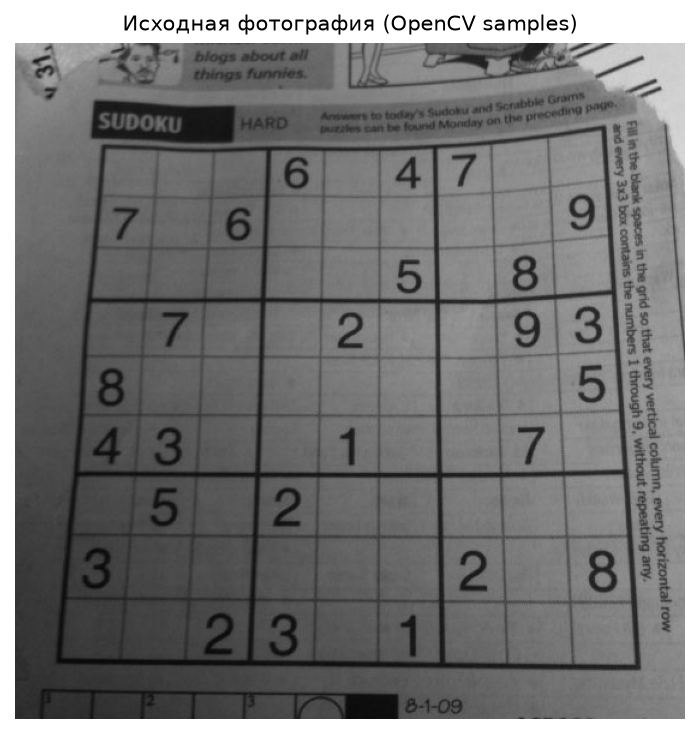 Исходная фотография (OpenCV samples)
31,
blogs about all
things funnies.
SUDOKU HARD
Answers to today's Sudoku and Scrabble Grams
puzzles can be found Monday on the preceding page.
Fill in the blank spaces in the grid so that every vertical column, every horizontal row
and every 3x3 box contains the numbers 1 through 9, without repeating any.
6 4 7
7 6 9
5 8
7 2 9 3
8 5
4 3 1 7
5 2
3 2 8
2 3 1
1 2 3
8-1-09